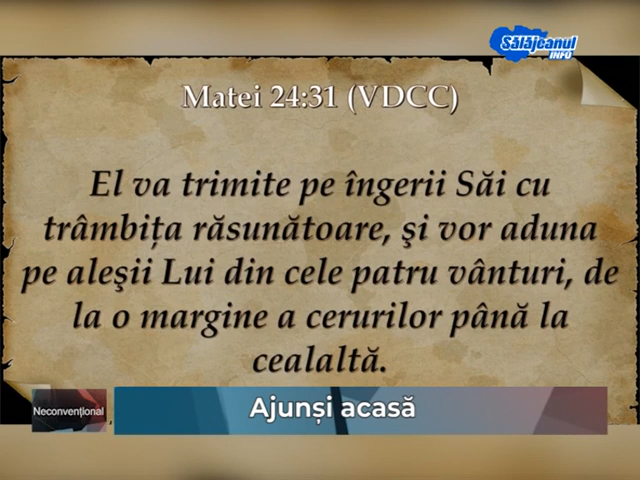 Sălăjeanul
INFO
Matei 24:31 (VDCC)
El va trimite pe îngerii Săi cu
trâmbița răsunătoare, şi vor aduna
pe aleşii Lui din cele patru vânturi, de
la o margine a cerurilor până la
cealaltă.
Neconvențional
Ajunși acasă